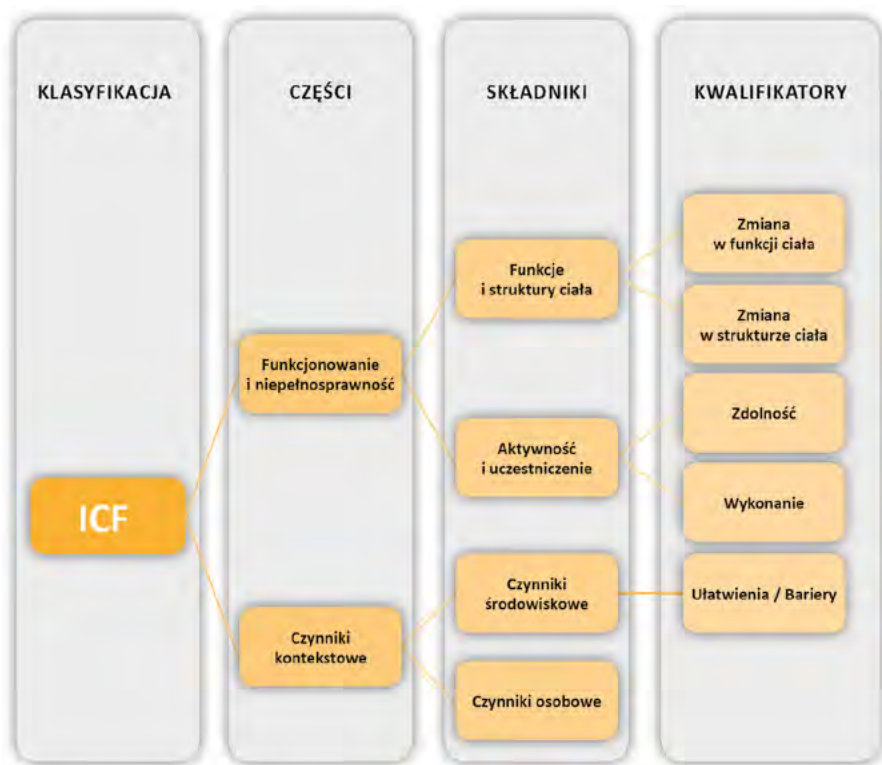 KLASYFIKACJA
CZĘŚCI
SKŁADNIKI
KWALIFIKATORY
ICF
Funkcjonowanie
i niepełnosprawność
Czynniki
kontekstowe
Funkcje
i struktury ciała
Aktywność
i uczestniczenie
Czynniki
środowiskowe
Czynniki osobowe
Zmiana
w funkcji ciała
Zmiana
w strukturze ciała
Zdolność
Wykonanie
Ułatwienia / Bariery